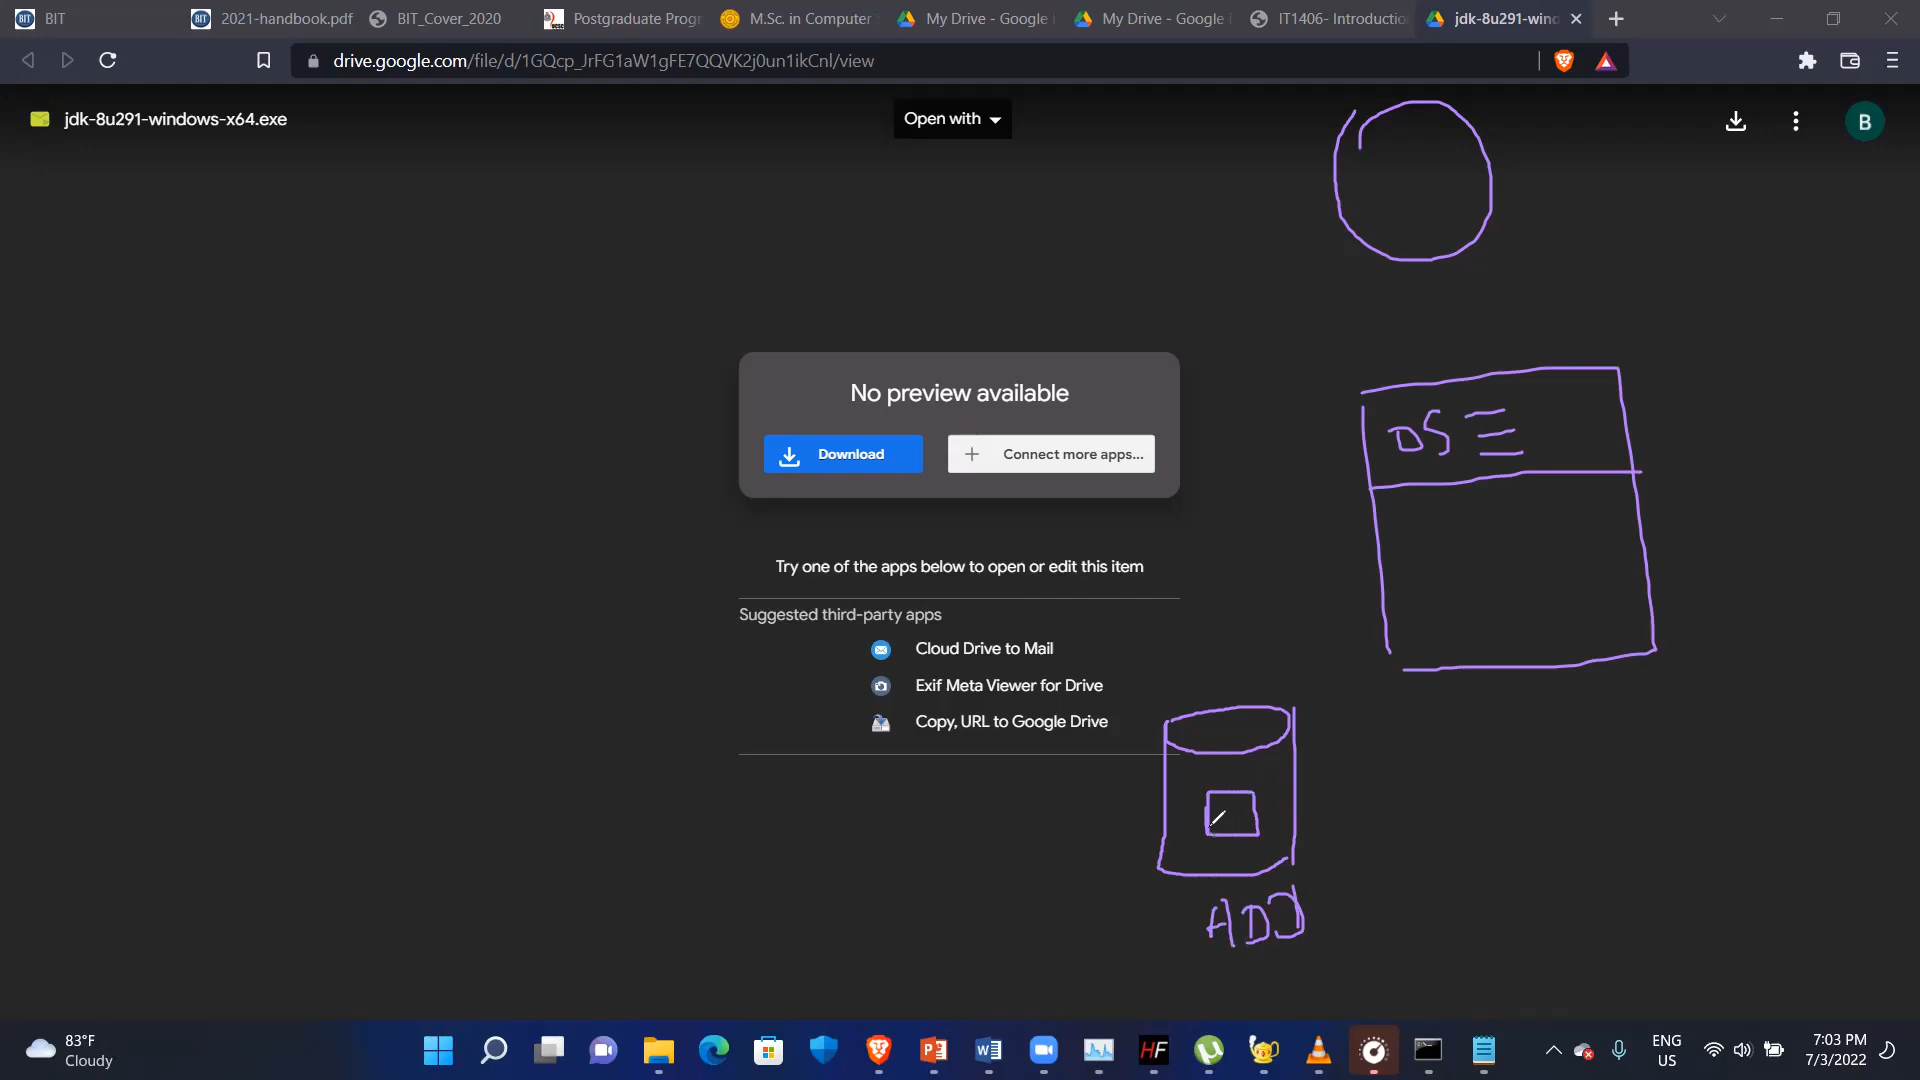 BIT
2021-handbook.pdf
BIT_Cover_2020
Postgraduate Prog
M.Sc. in Computer
My Drive - Google
My Drive - Google
IT1406- Introductio
jdk-8u291-wind
drive.google.com/file/d/1GQcp_JrFG1aW1gFE7QQVK2j0un1ikCnl/view
jdk-8u291-windows-x64.exe
Open with
B
No preview available
Download
Connect more apps...
DS
Try one of the apps below to open or edit this item
Suggested third-party apps
Cloud Drive to Mail
Exif Meta Viewer for Drive
Copy, URL to Google Drive
83°F
Cloudy
HF
ENG
US
7:03 PM
7/3/2022